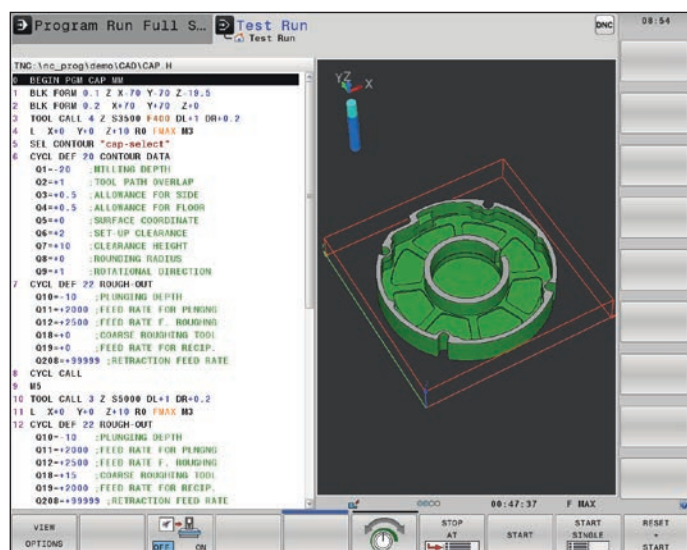 Program Run Full S…
Test Run
Test Run
DNC
08:54
TNC:\nc_prog\demo\CAD\CAP.H
0 BEGIN PGM CAP MM
1 BLK FORM 0.1 Z X-70 Y-70 Z-19.5
2 BLK FORM 0.2 X+70 Y+70 Z+0
3 TOOL CALL 4 Z S3500 F400 DL+1 DR+0.2
4 L X+0 Y+0 Z+10 R0 FMAX M3
5 SEL CONTOUR "cap-select"
6 CYCL DEF 20 CONTOUR DATA
Q1=-20 ;MILLING DEPTH
Q2=+1 ;TOOL PATH OVERLAP
Q3=+0.5 ;ALLOWANCE FOR SIDE
Q4=+0.5 ;ALLOWANCE FOR FLOOR
Q5=+0 ;SURFACE COORDINATE
Q6=+2 ;SET-UP CLEARANCE
Q7=+10 ;CLEARANCE HEIGHT
Q8=+0 ;ROUNDING RADIUS
Q9=+1 ;ROTATIONAL DIRECTION
7 CYCL DEF 22 ROUGH-OUT
Q10=-10 ;PLUNGING DEPTH
Q11=+2000 ;FEED RATE FOR PLNGNG
Q12=+2500 ;FEED RATE F. ROUGHNG
Q18=+0 ;COARSE ROUGHING TOOL
Q19=+0 ;FEED RATE FOR RECIP.
Q208=+99999 ;RETRACTION FEED RATE
8 CYCL CALL
9 M5
10 TOOL CALL 3 Z S5000 DL+1 DR+0.2
11 L X+0 Y+0 Z+10 R0 FMAX M3
12 CYCL DEF 22 ROUGH-OUT
Q10=-10 ;PLUNGING DEPTH
Q11=+2000 ;FEED RATE FOR PLNGNG
Q12=+2500 ;FEED RATE F. ROUGHNG
Q18=+15 ;COARSE ROUGHING TOOL
Q19=+2000 ;FEED RATE FOR RECIP.
Q208=+99999 ;RETRACTION FEED RATE
YZ X
00:47:37 F MAX
VIEW
OPTIONS
OFF ON
STOP
AT
START
START
SINGLE
RESET
+
START